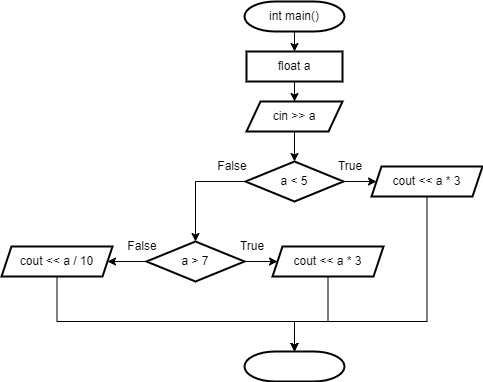 int main()
float a
cin >> a
False
True
a < 5
cout << a * 3
False
True
cout << a / 10
a > 7
cout << a * 3